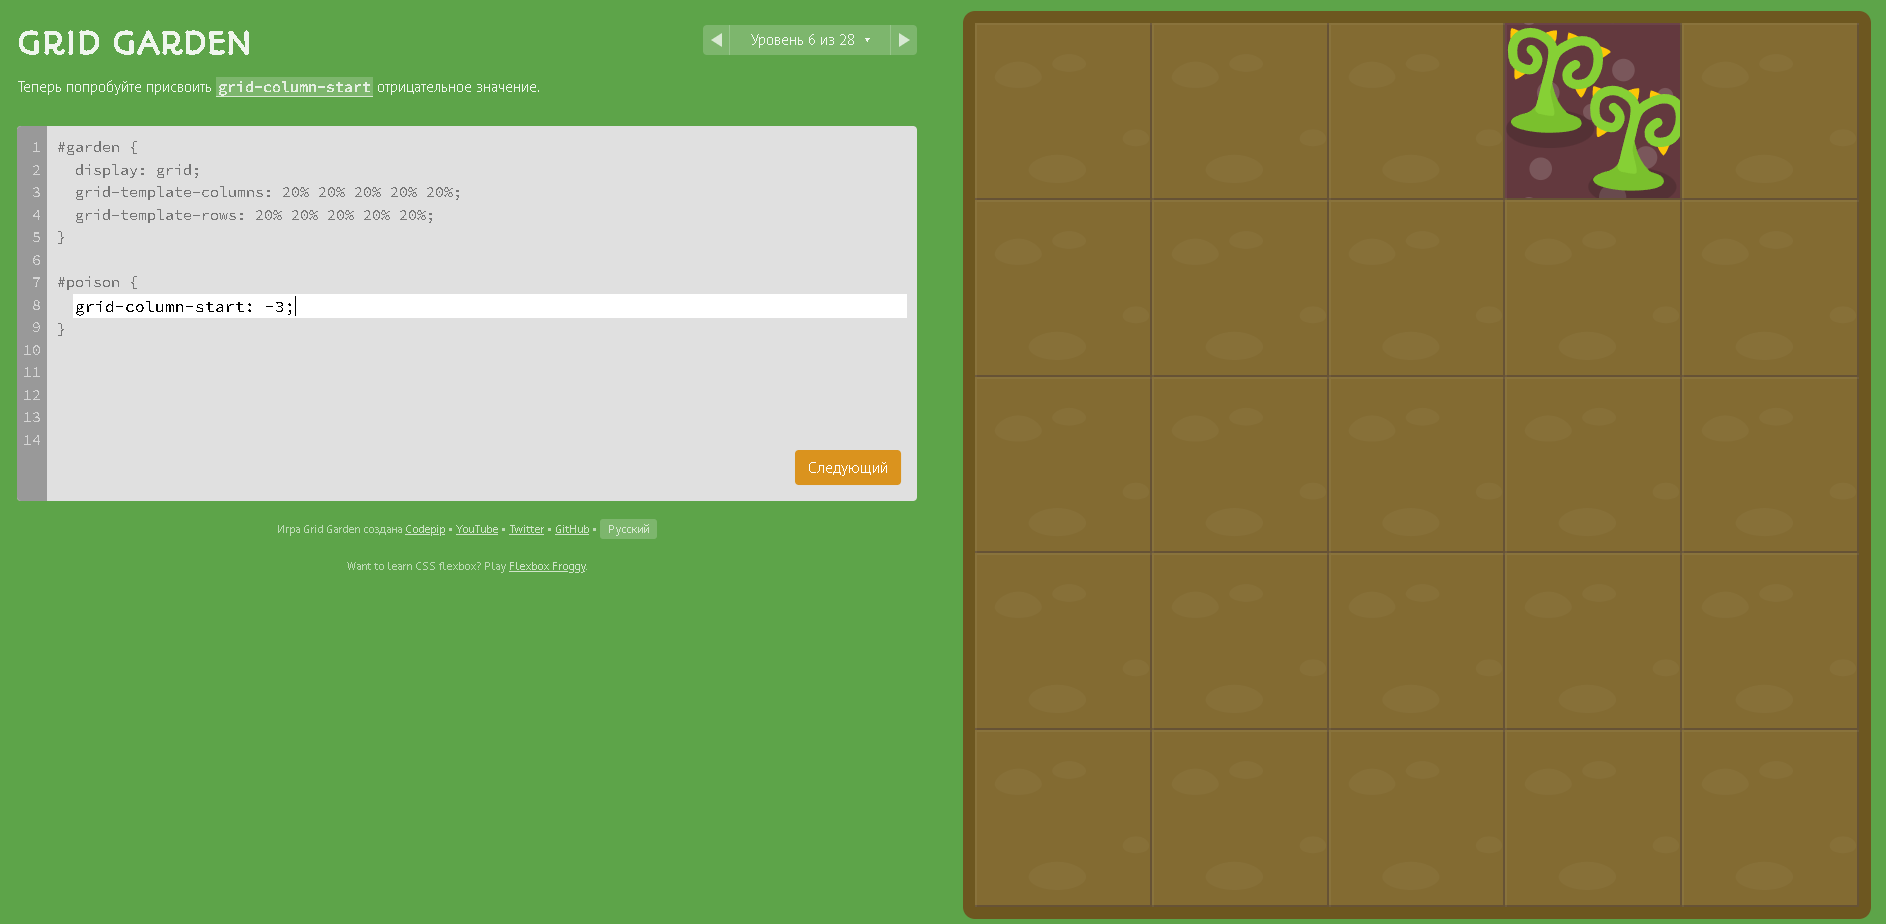 GRID GARDEN
Уровень 6 из 28
Теперь попробуйте присвоить grid-column-start отрицательное значение.
1 #garden {
2 display: grid;
3 grid-template-columns: 20% 20% 20% 20% 20%;
4 grid-template-rows: 20% 20% 20% 20% 20%;
5 }
6
7 #poison {
8 grid-column-start: -3;
9 }
10
11
12
13
14
Следующий
Игра Grid Garden создана Codepip • YouTube • Twitter • GitHub • Русский
Want to learn CSS flexbox? Play Flexbox Froggy.